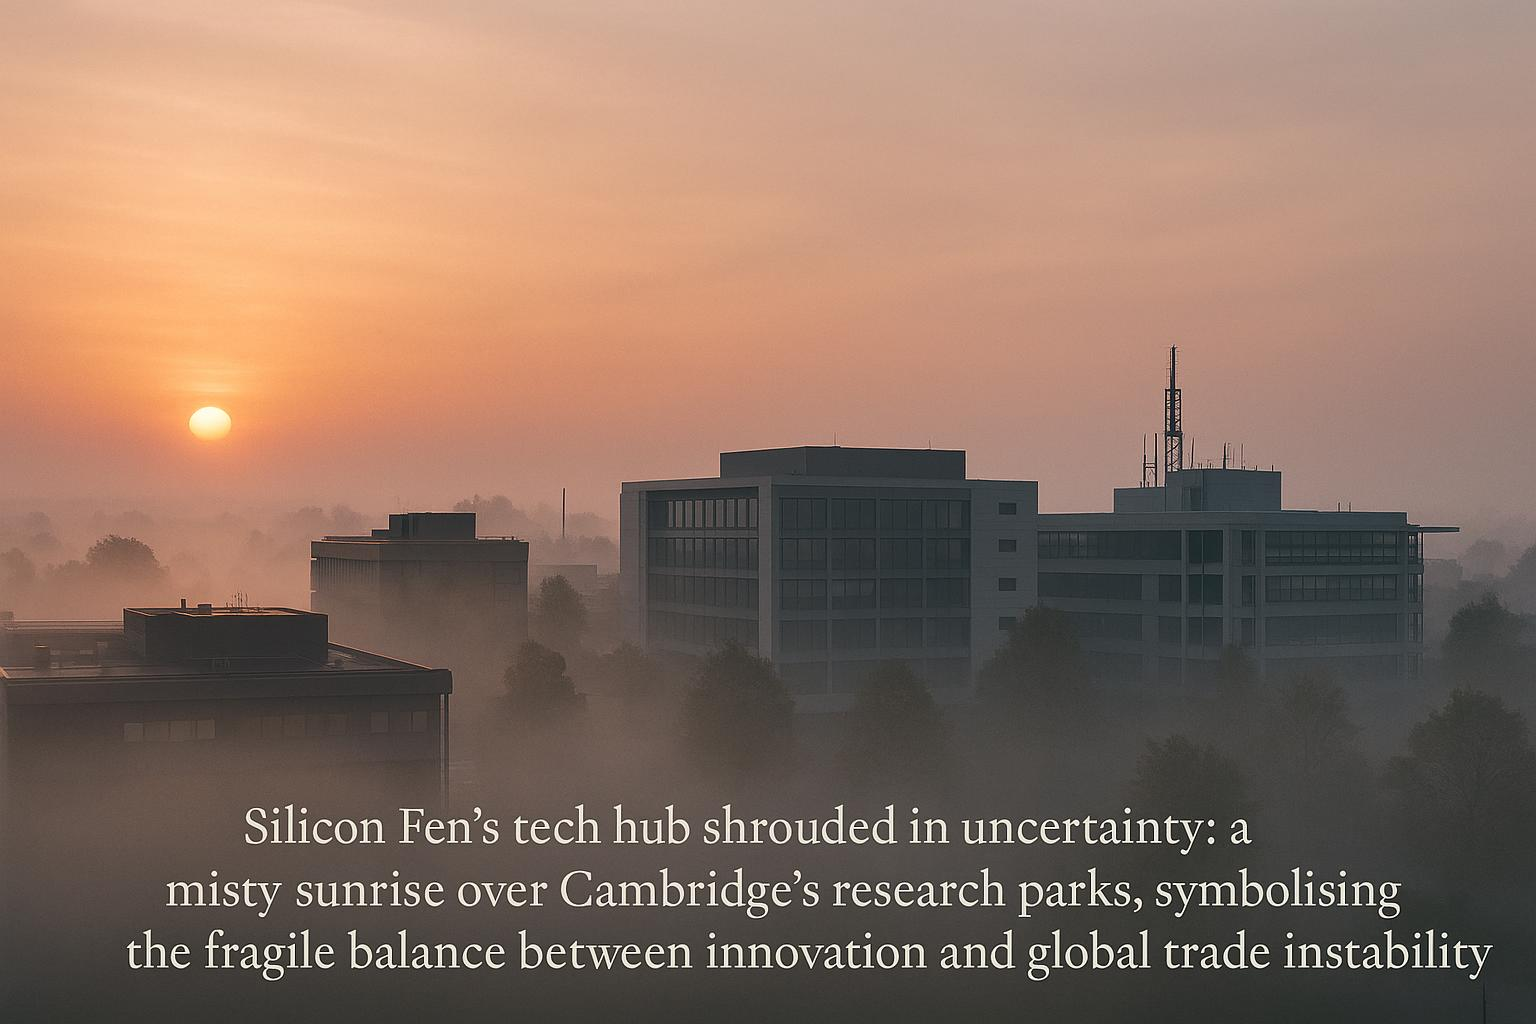 Silicon Fen’s tech hub shrouded in uncertainty: a
misty sunrise over Cambridge’s research parks, symbolising
the fragile balance between innovation and global trade instability